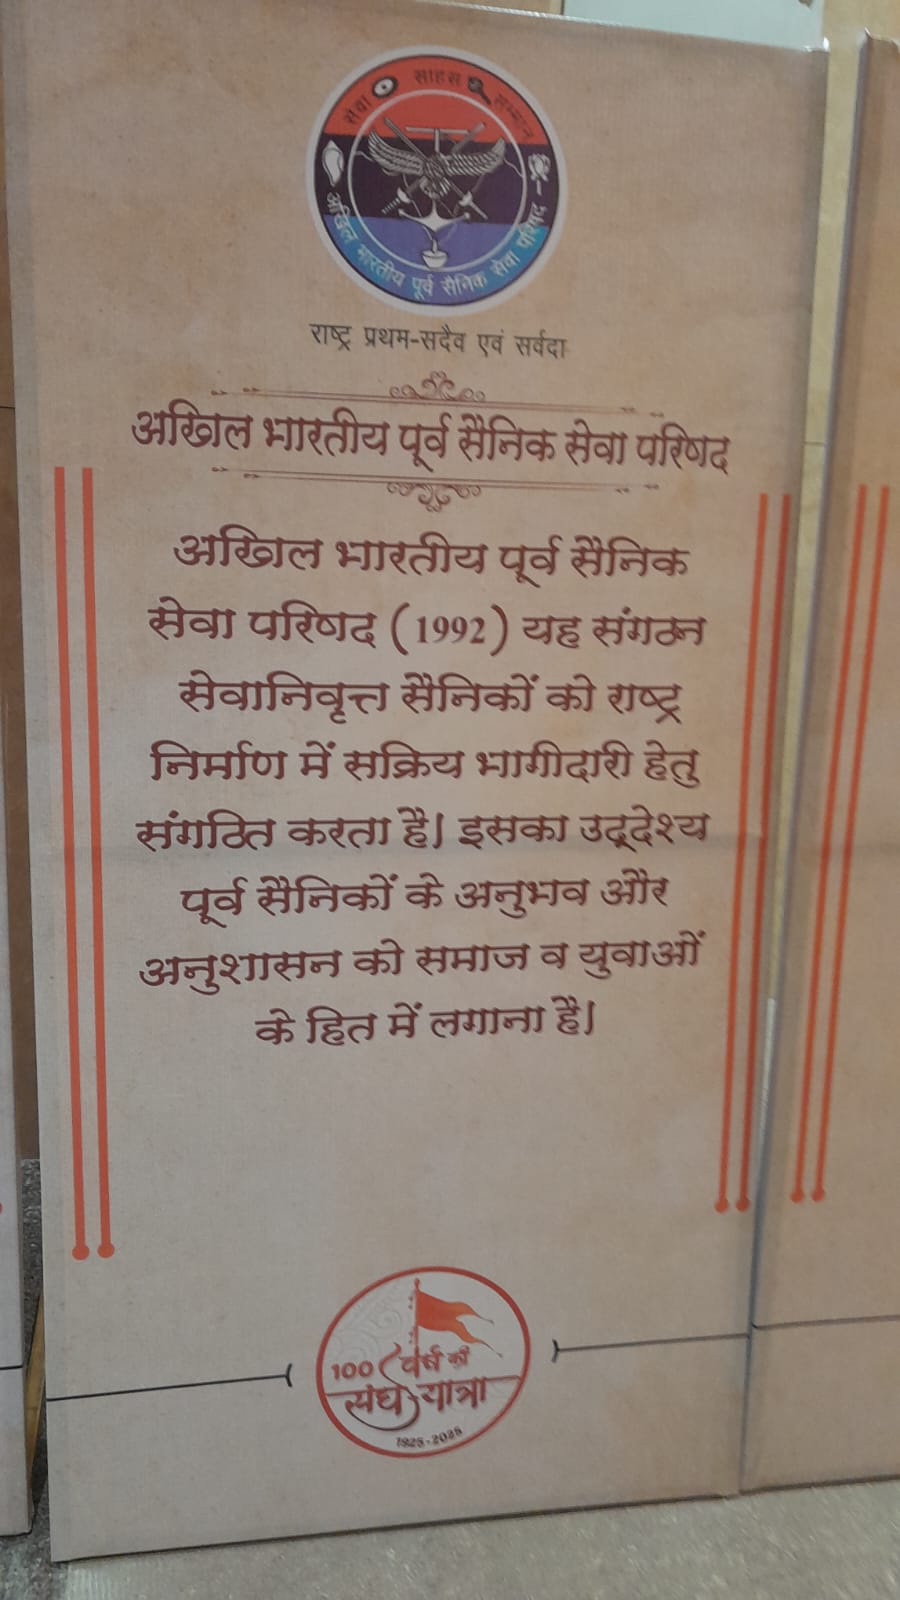 सेवा साहस सम्मान
अखिल भारतीय पूर्व सैनिक सेवा परिषद
राष्ट्र प्रथम-सदैव एवं सर्वदा
अखिल भारतीय पूर्व सैनिक सेवा परिषद
अखिल भारतीय पूर्व सैनिक
सेवा परिषद (1992) यह संगठन
सेवानिवृत्त सैनिकों को राष्ट्र
निर्माण में सक्रिय भागीदारी हेतु
संगठित करता है। इसका उद्देश्य
पूर्व सैनिकों के अनुभव और
अनुशासन को समाज व युवाओं
के हित में लगाना है।
100 वर्ष की
संघ यात्रा
1925-2025